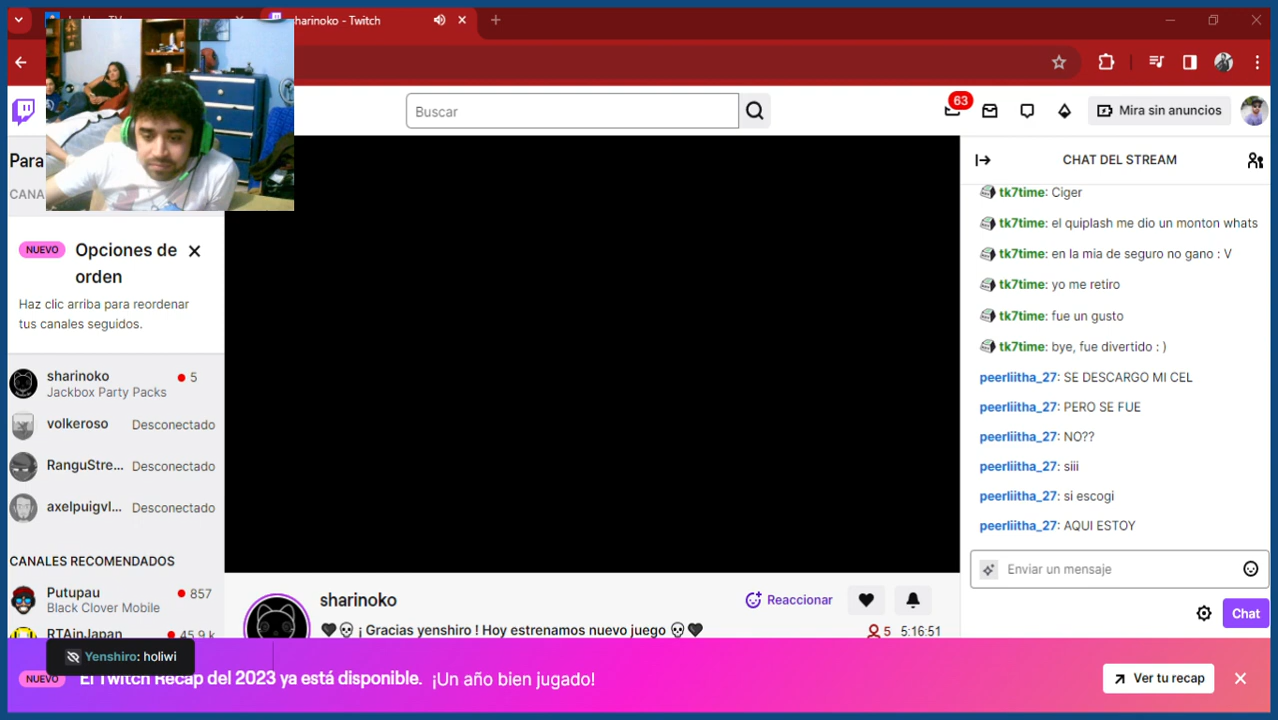 sharinoko - Twitch
Buscar
63
Mira sin anuncios
Para
CANA
NUEVO
Opciones de
orden
Haz clic arriba para reordenar
tus canales seguidos.
sharinoko
5
Jackbox Party Packs
volkeroso
Desconectado
RanguStre...
Desconectado
axelpuigvl...
Desconectado
CANALES RECOMENDADOS
Putupau
857
Black Clover Mobile
RTAinJapan
45,9 k
CHAT DEL STREAM
tk7time: Ciger
tk7time: el quiplash me dio un monton whats
tk7time: en la mia de seguro no gano : V
tk7time: yo me retiro
tk7time: fue un gusto
tk7time: bye, fue divertido : )
peerliitha_27: SE DESCARGO MI CEL
peerliitha_27: PERO SE FUE
peerliitha_27: NO??
peerliitha_27: siii
peerliitha_27: si escogi
peerliitha_27: AQUI ESTOY
Enviar un mensaje
Chat
sharinoko
Reaccionar
¡ Gracias yenshiro ! Hoy estrenamos nuevo juego
5
5:16:51
Yenshiro: holiwi
NUEVO
El Twitch Recap del 2023 ya está disponible. ¡Un año bien jugado!
Ver tu recap